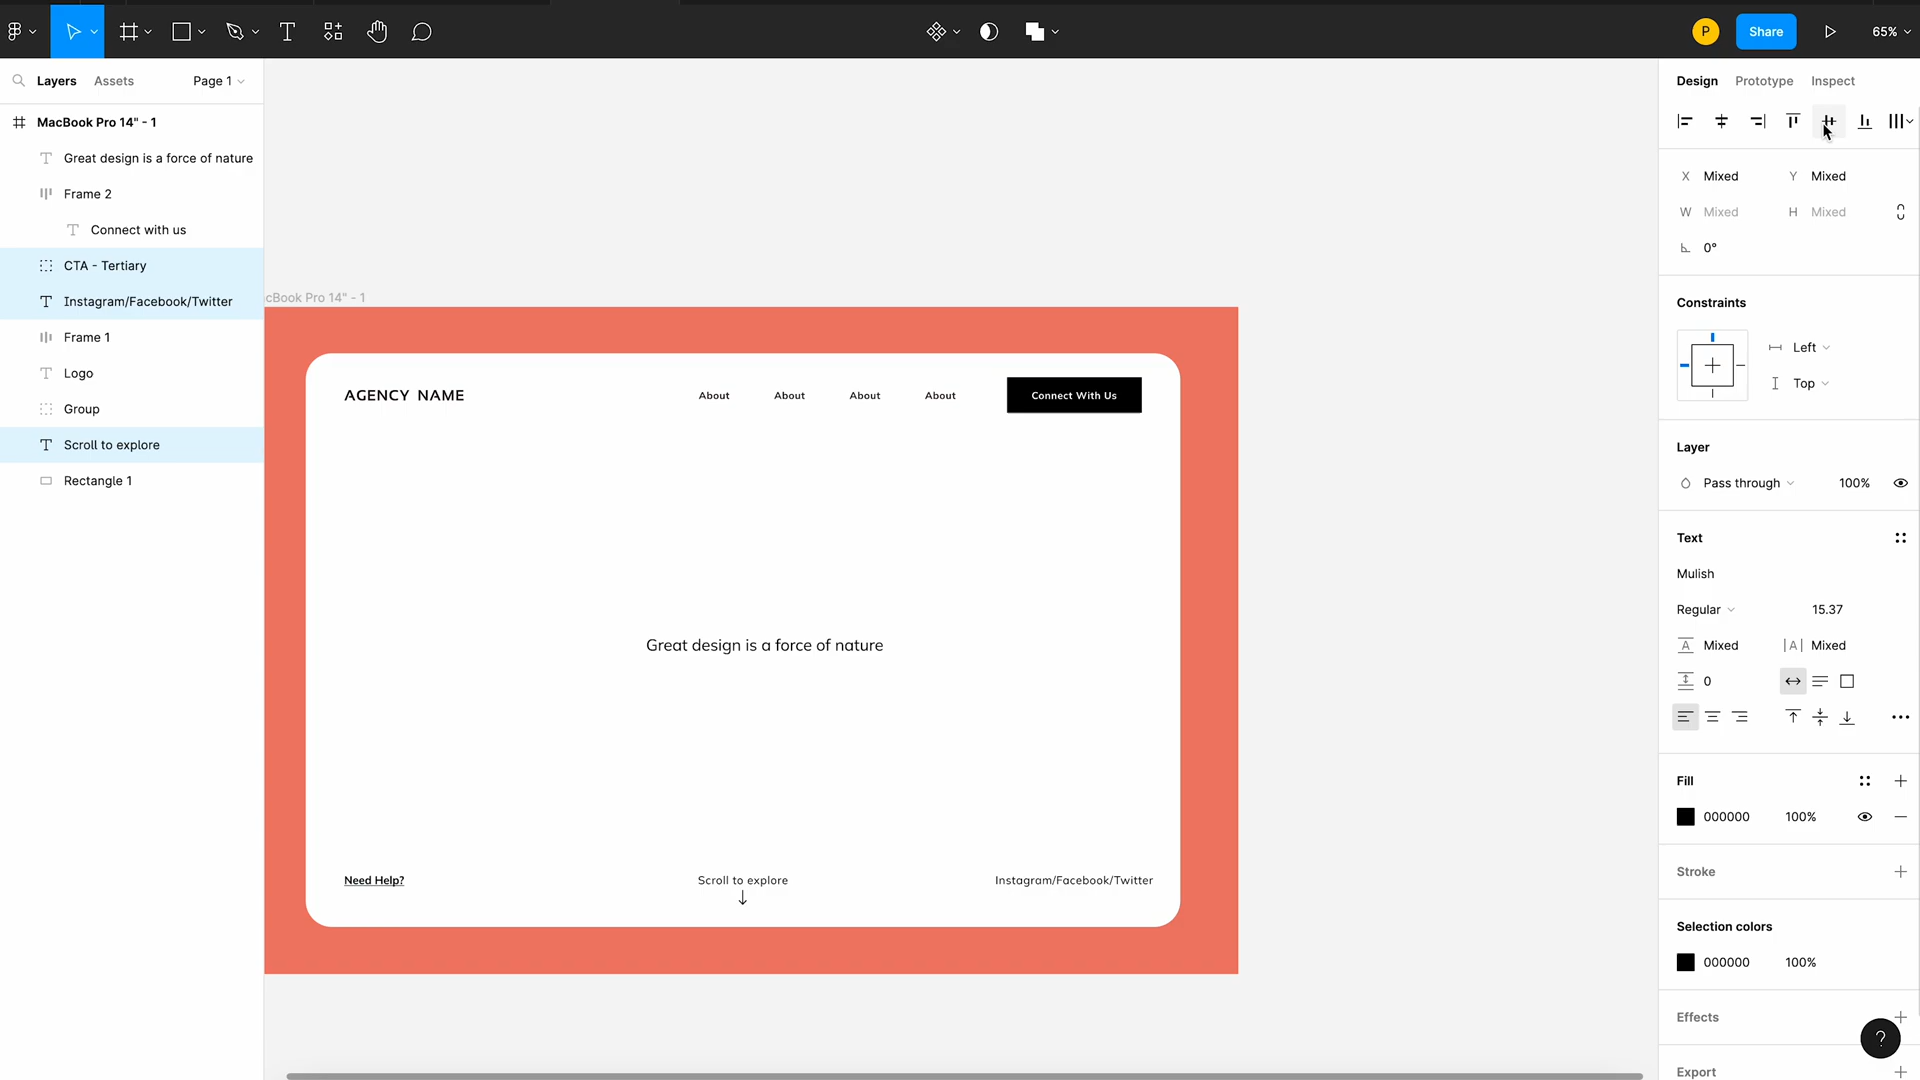 P
Share
65%
Layers
Assets
Page 1
MacBook Pro 14" - 1
Great design is a force of nature
Frame 2
Connect with us
CTA - Tertiary
Instagram/Facebook/Twitter
Frame 1
Logo
Group
Scroll to explore
Rectangle 1
cBook Pro 14" - 1
AGENCY NAME
About
About
About
About
Connect With Us
Great design is a force of nature
Need Help?
Scroll to explore
Instagram/Facebook/Twitter
Design
Prototype
Inspect
X Mixed
Y Mixed
W Mixed
H Mixed
0°
Constraints
Left
Top
Layer
Pass through
100%
Text
Mulish
Regular
15.37
A Mixed
|A| Mixed
0
Fill
000000
100%
Stroke
Selection colors
000000
100%
Effects
?
Export